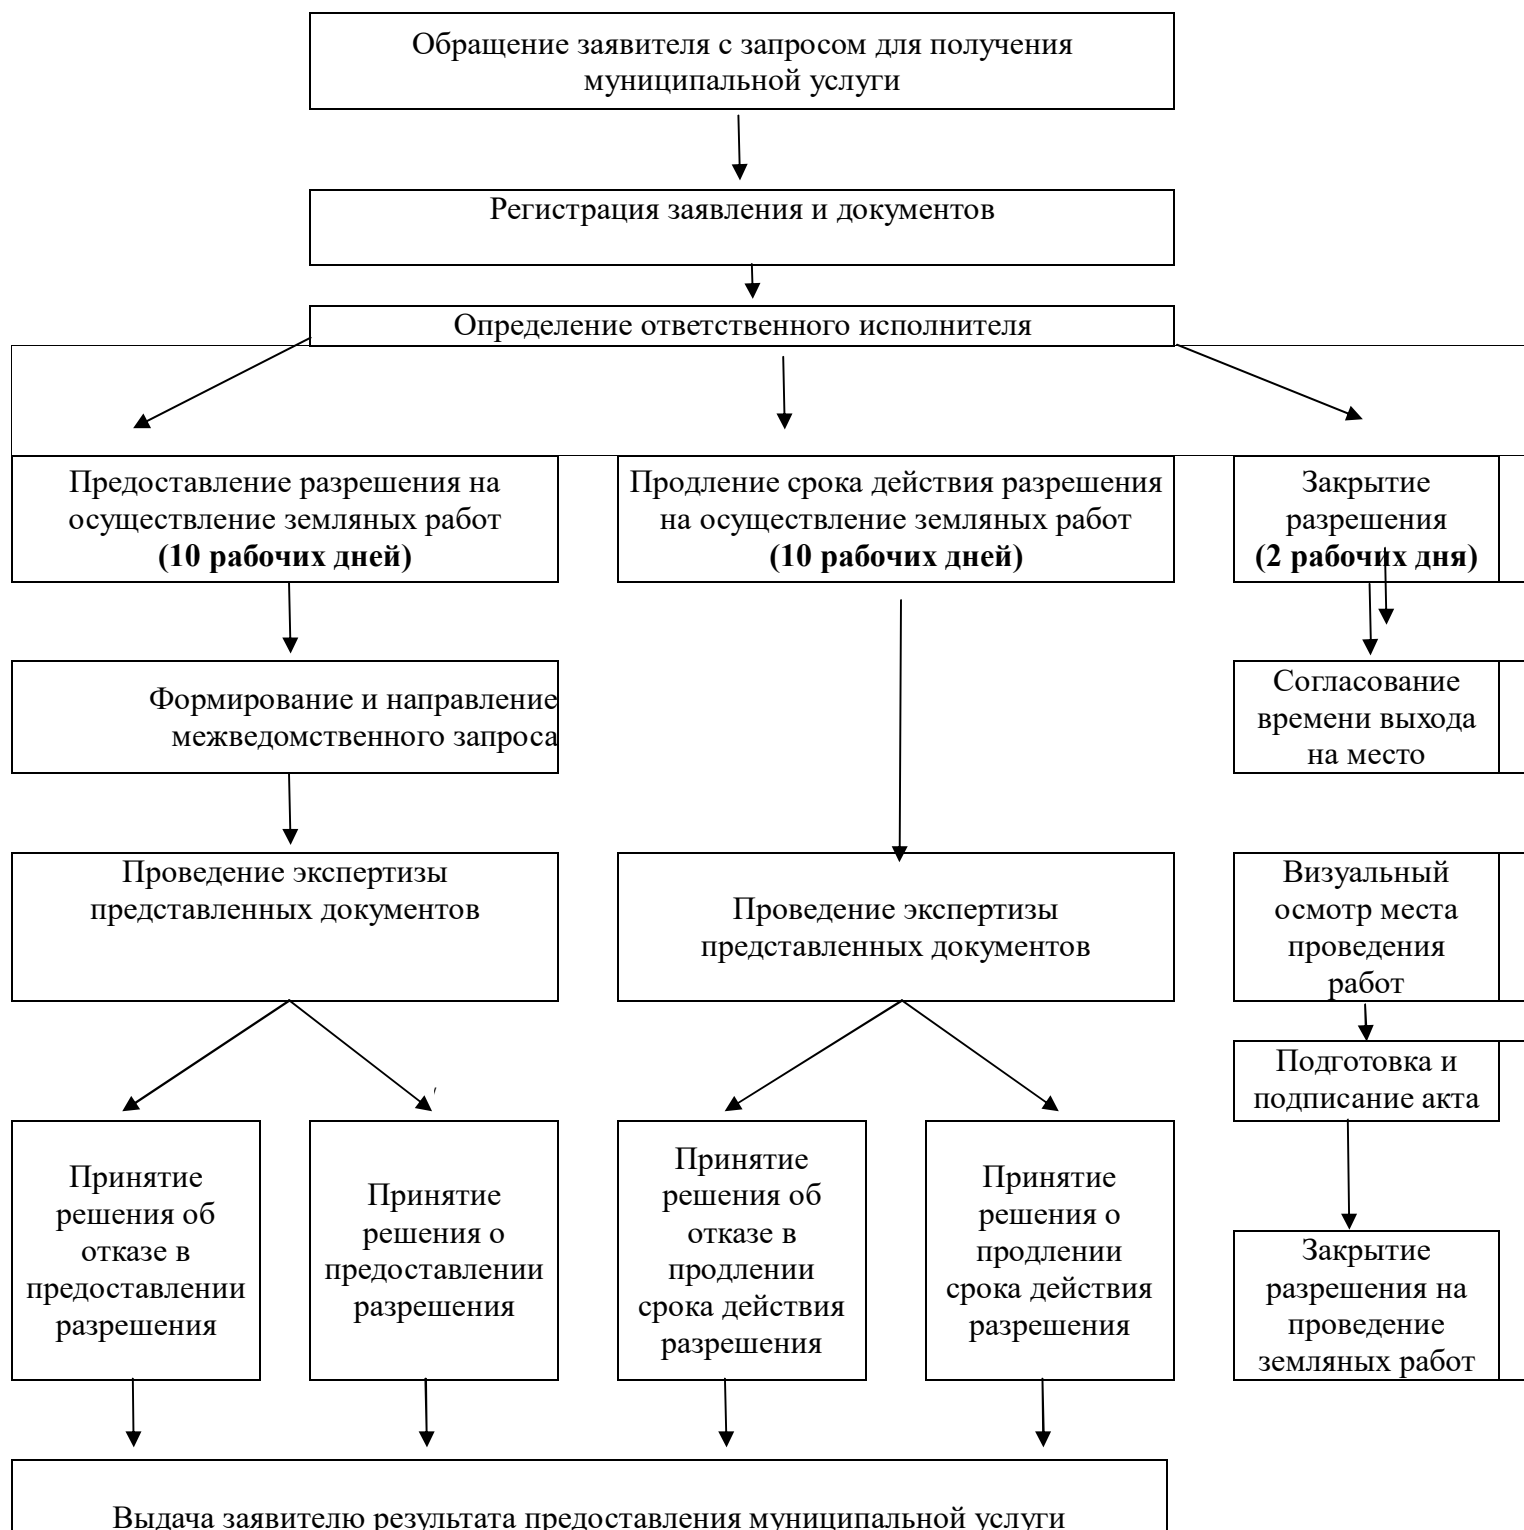 Обращение заявителя с запросом для получения
муниципальной услуги
Регистрация заявления и документов
Определение ответственного исполнителя
Предоставление разрешения на
осуществление земляных работ
(10 рабочих дней)
Продление срока действия разрешения
на осуществление земляных работ
(10 рабочих дней)
Закрытие
разрешения
(2 рабочих дня)
Формирование и направление
межведомственного запроса
Согласование
времени выхода
на место
Проведение экспертизы
представленных документов
Проведение экспертизы
представленных документов
Визуальный
осмотр места
проведения
работ
Подготовка и
подписание акта
Принятие
решения об
отказе в
предоставлении
разрешения
Принятие
решения о
предоставлении
разрешения
Принятие
решения об
отказе в
продлении
срока действия
разрешения
Принятие
решения о
продлении
срока действия
разрешения
Закрытие
разрешения на
проведение
земляных работ
Выдача заявителю результата предоставления муниципальной услуги